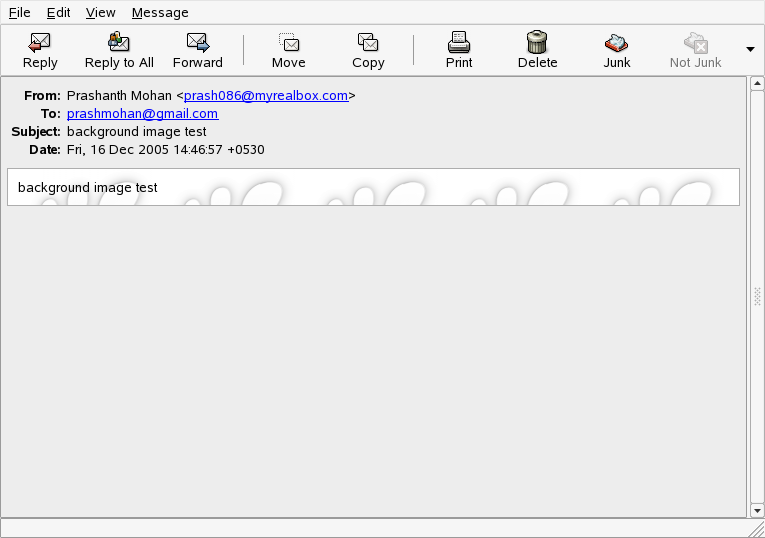 File Edit View Message
Reply Reply to All Forward Move Copy Print Delete Junk Not Junk
From: Prashanth Mohan <prash086@myrealbox.com>
To: prashmohan@gmail.com
Subject: background image test
Date: Fri, 16 Dec 2005 14:46:57 +0530
background image test